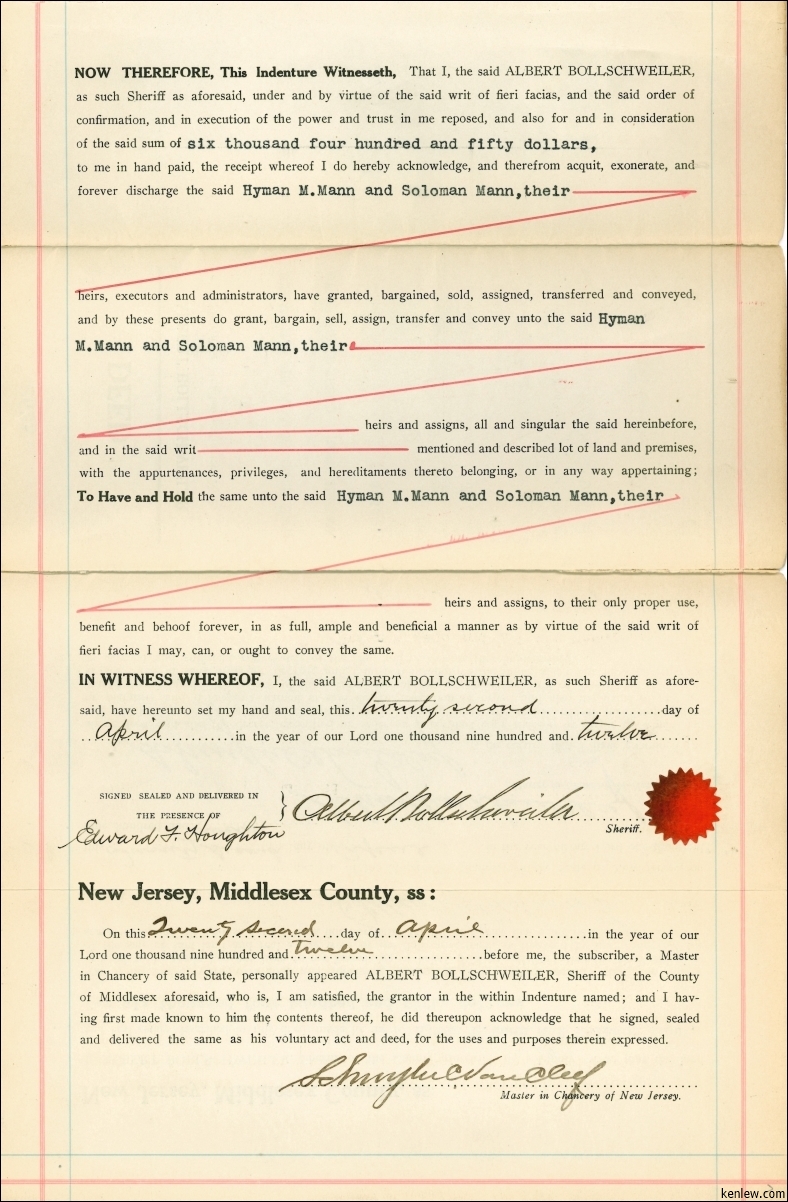 NOW THEREFORE, This Indenture Witnesseth, That I, the said ALBERT BOLLSCHWEILER,
as such Sheriff as aforesaid, under and by virtue of the said writ of fieri facias, and the said order of
confirmation, and in execution of the power and trust in me reposed, and also for and in consideration
of the said sum of six thousand four hundred and fifty dollars,
to me in hand paid, the receipt whereof I do hereby acknowledge, and therefrom acquit, exonerate, and
forever discharge the said Hyman M.Mann and Soloman Mann,their
heirs, executors and administrators, have granted, bargained, sold, assigned, transferred and conveyed,
and by these presents do grant, bargain, sell, assign, transfer and convey unto the said Hyman
M.Mann and Soloman Mann,their
heirs and assigns, all and singular the said hereinbefore,
and in the said writ mentioned and described lot of land and premises,
with the appurtenances, privileges, and hereditaments thereto belonging, or in any way appertaining;
To Have and Hold the same unto the said Hyman M.Mann and Soloman Mann,their
heirs and assigns, to their only proper use,
benefit and behoof forever, in as full, ample and beneficial a manner as by virtue of the said writ of
fieri facias I may, can, or ought to convey the same.
IN WITNESS WHEREOF, I, the said ALBERT BOLLSCHWEILER, as such Sheriff as afore-
said, have hereunto set my hand and seal, this twenty second day of
April in the year of our Lord one thousand nine hundred and twelve
SIGNED SEALED AND DELIVERED IN
THE PRESENCE OF
Albert Bollschweiler
Edward F. Houghton
Sheriff.
New Jersey, Middlesex County, ss:
On this Twenty second day of April in the year of our
Lord one thousand nine hundred and twelve before me, the subscriber, a Master
in Chancery of said State, personally appeared ALBERT BOLLSCHWEILER, Sheriff of the County
of Middlesex aforesaid, who is, I am satisfied, the grantor in the within Indenture named; and I hav-
ing first made known to him the contents thereof, he did thereupon acknowledge that he signed, sealed
and delivered the same as his voluntary act and deed, for the uses and purposes therein expressed.
Schuyler C Van Cleef
Master in Chancery of New Jersey.
kenlew.com